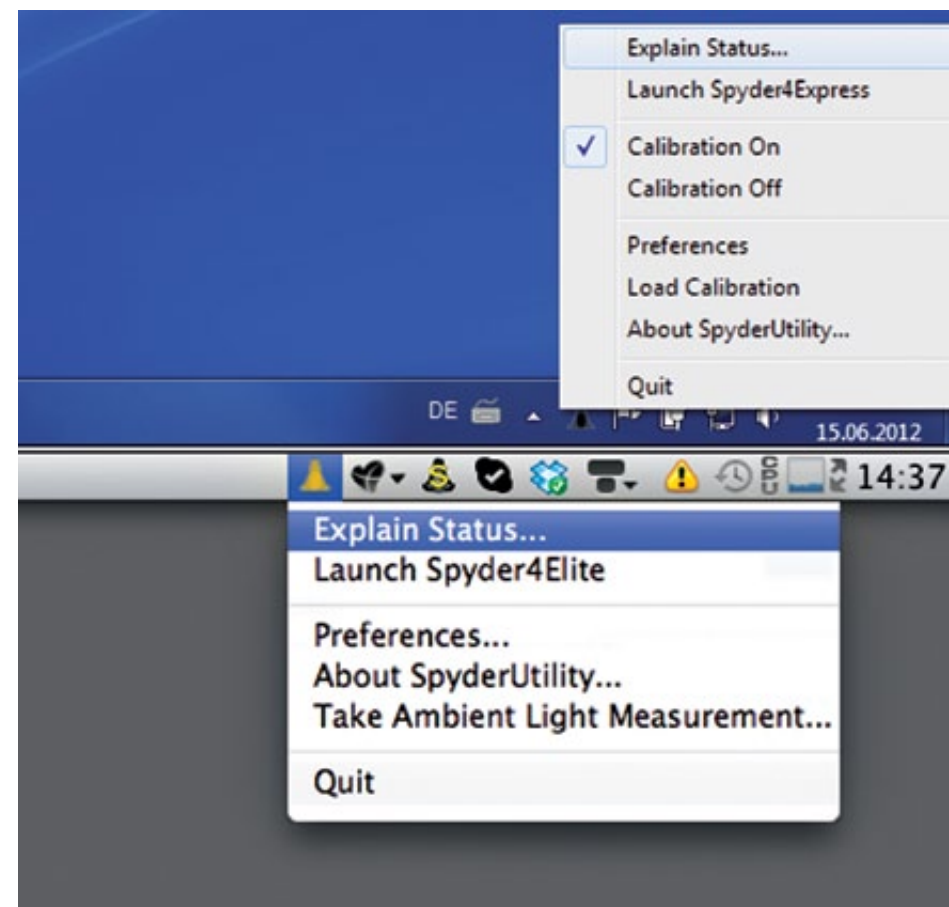 Explain Status...
Launch Spyder4Express
Calibration On
Calibration Off
Preferences
Load Calibration
About SpyderUtility...
Quit
DE
15.06.2012
S
CPU
14:37
Explain Status...
Launch Spyder4Elite
Preferences...
About SpyderUtility...
Take Ambient Light Measurement...
Quit